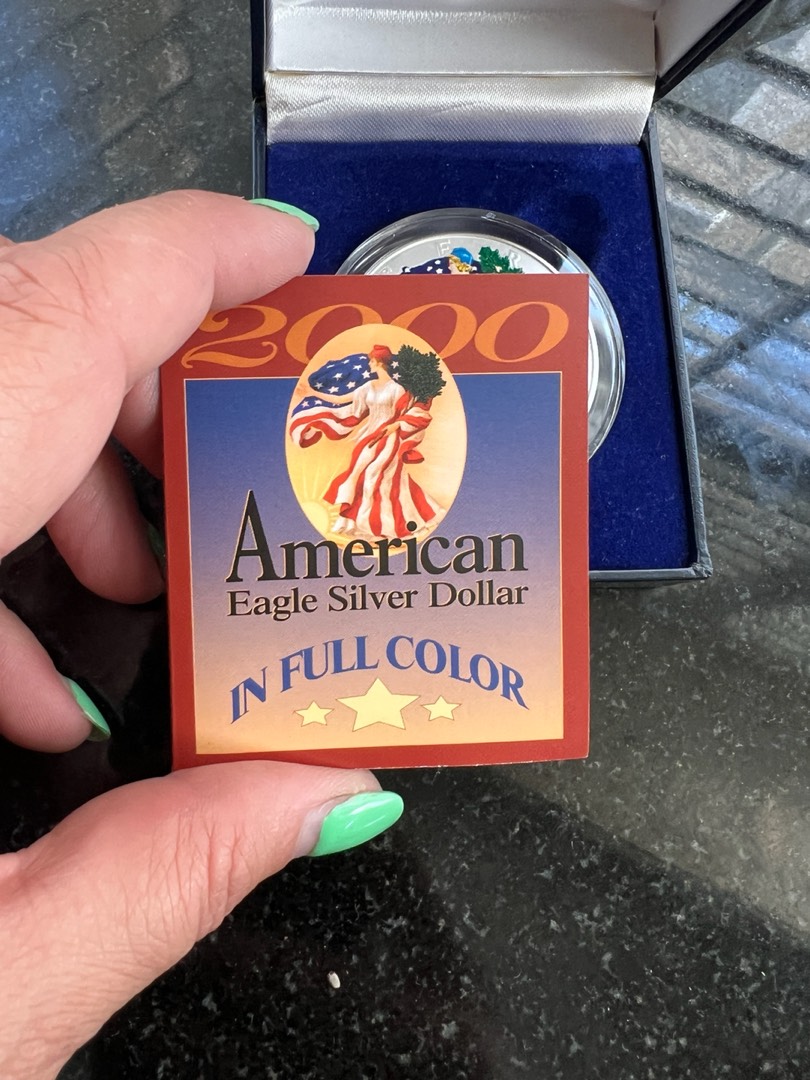 2000
American
Eagle Silver Dollar
IN FULL COLOR